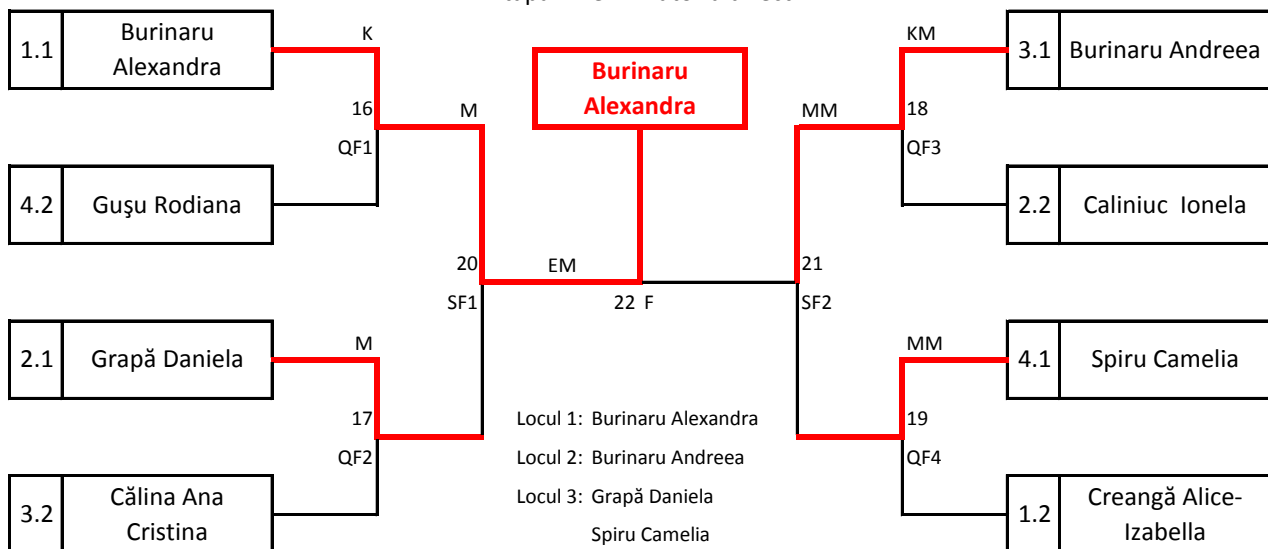 K
KM
1.1
Burinaru
Alexandra
Burinaru
Alexandra
3.1
Burinaru Andreea
16
M
MM
18
QF1
QF3
4.2
Guşu Rodiana
2.2
Caliniuc Ionela
20
EM
21
SF1
22 F
SF2
2.1
Grapă Daniela
M
MM
4.1
Spiru Camelia
17
Locul 1: Burinaru Alexandra
19
QF2
Locul 2: Burinaru Andreea
QF4
3.2
Călina Ana
Cristina
Locul 3: Grapă Daniela
Spiru Camelia
1.2
Creangă Alice-
Izabella